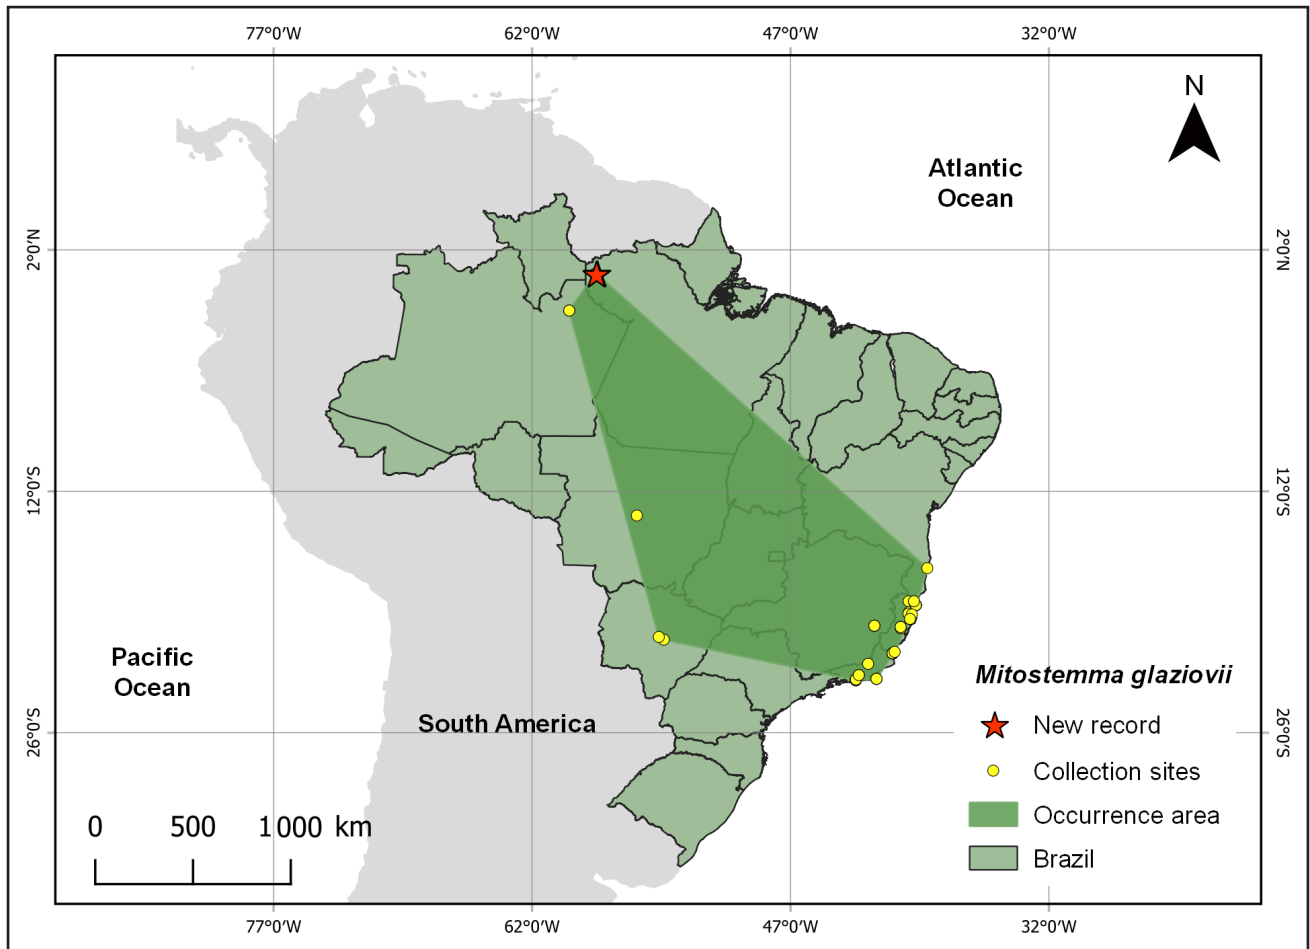 77°0'W 62°0'W 47°0'W 32°0'W
N
Atlantic
Ocean
2°0'N 2°0'N
12°0'S 12°0'S
Pacific
Ocean
South America
26°0'S 26°0'S
Mitostemma glaziovii
New record
Collection sites
Occurrence area
Brazil
0 500 1000 km
77°0'W 62°0'W 47°0'W 32°0'W